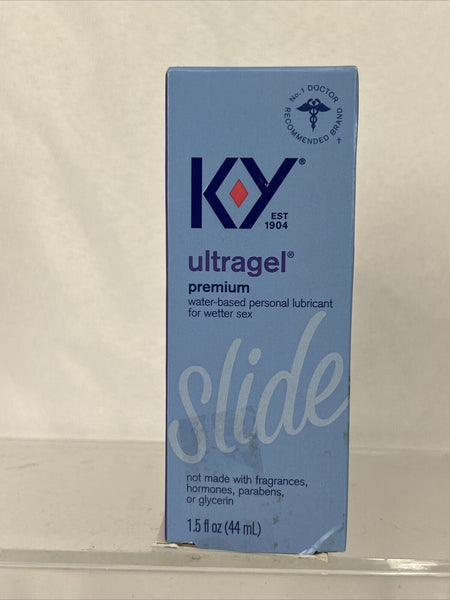 No. 1 DOCTOR
RECOMMENDED BRAND †
KY®
EST
1904
ultragel®
premium
water-based personal lubricant
for wetter sex
slide
not made with fragrances,
hormones, parabens,
or glycerin
1.5 fl oz (44 mL)